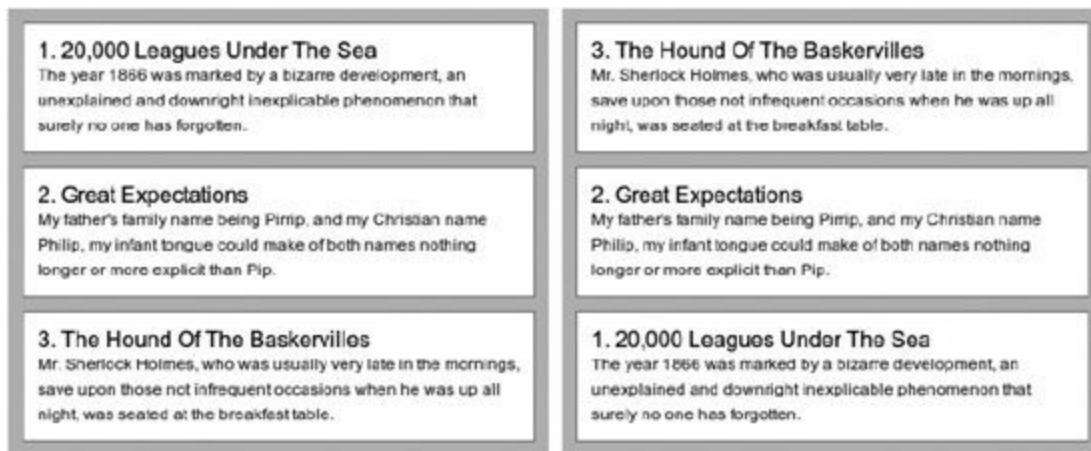 1. 20,000 Leagues Under The Sea
The year 1866 was marked by a bizarre development, an
unexplained and downright inexplicable phenomenon that
surely no one has forgotten.
2. Great Expectations
My father's family name being Pirrip, and my Christian name
Philip, my infant tongue could make of both names nothing
longer or more explicit than Pip.
3. The Hound Of The Baskervilles
Mr. Sherlock Holmes, who was usually very late in the mornings,
save upon those not infrequent occasions when he was up all
night, was seated at the breakfast table.
3. The Hound Of The Baskervilles
Mr. Sherlock Holmes, who was usually very late in the mornings,
save upon those not infrequent occasions when he was up all
night, was seated at the breakfast table.
2. Great Expectations
My father's family name being Pirrip, and my Christian name
Philip, my infant tongue could make of both names nothing
longer or more explicit than Pip.
1. 20,000 Leagues Under The Sea
The year 1866 was marked by a bizarre development, an
unexplained and downright inexplicable phenomenon that
surely no one has forgotten.